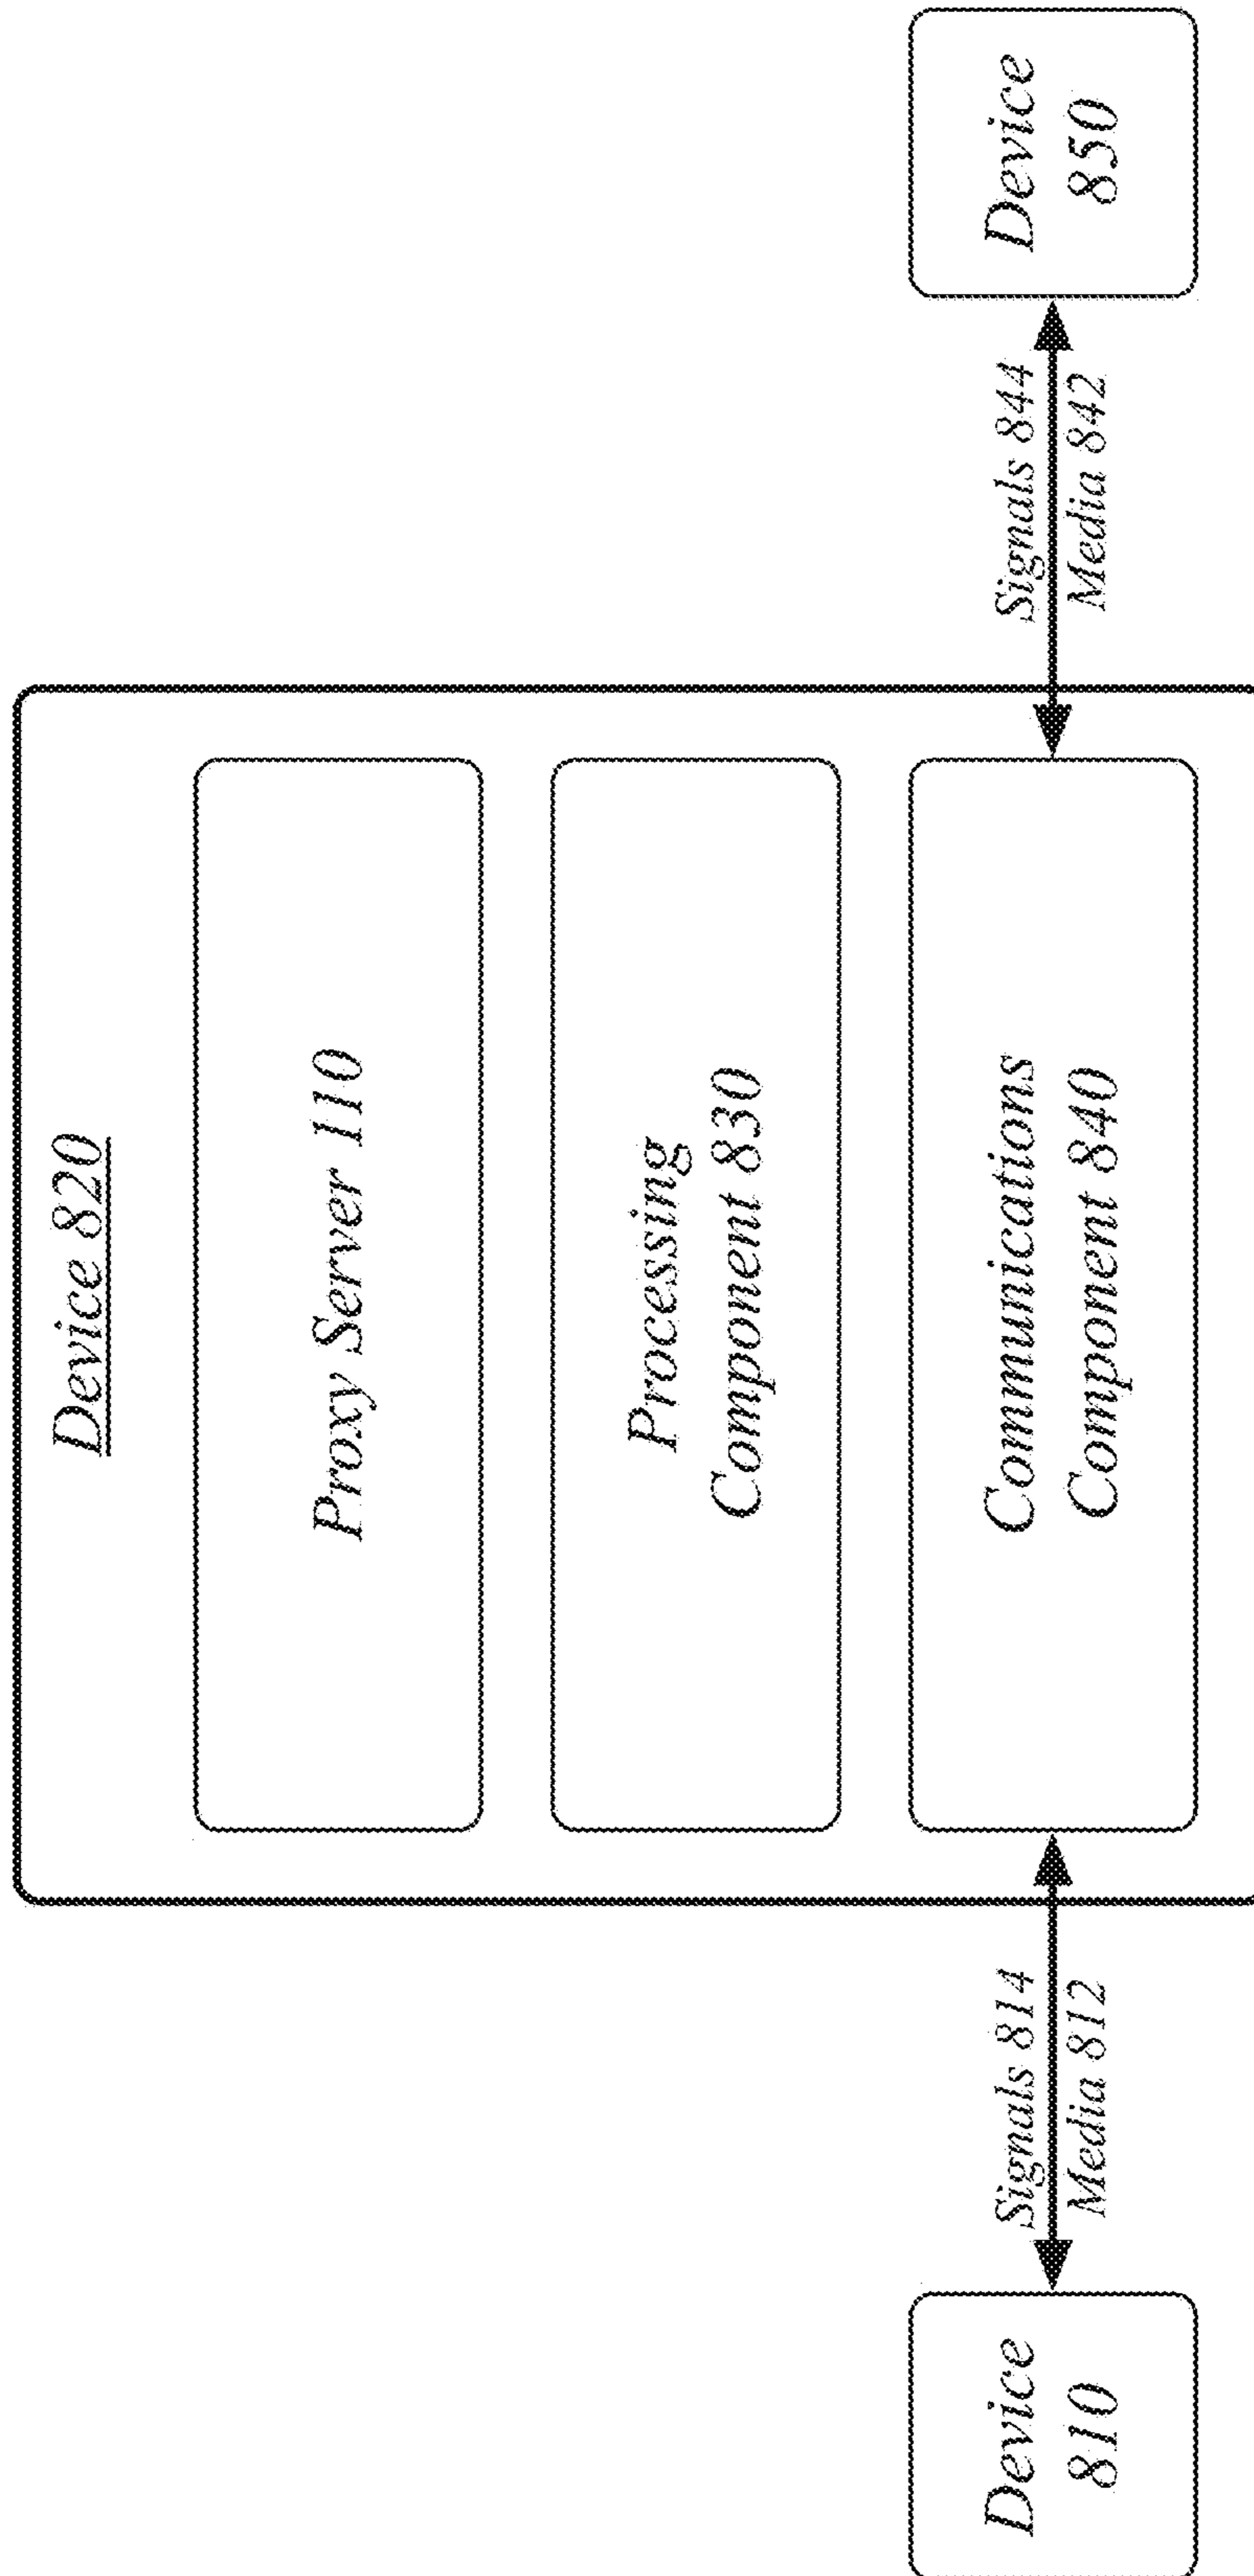 Device 820
Proxy Server 110
Processing
Component 830
Device
810
Signals 814
Media 812
Communications
Component 840
Signals 844
Media 842
Device
850